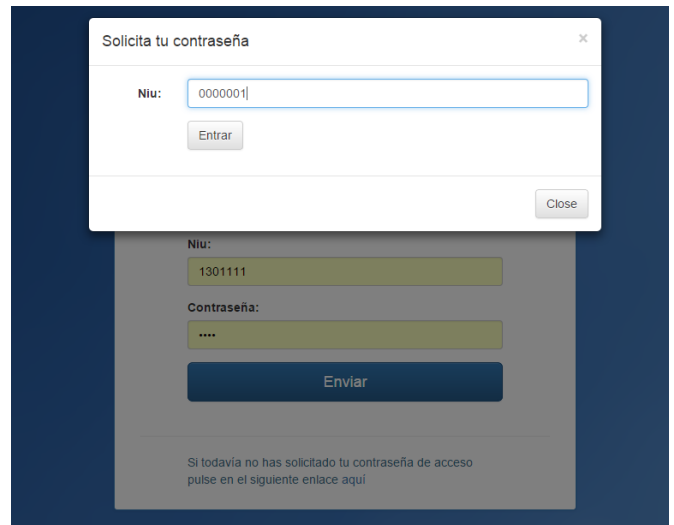 Solicita tu contraseña ×
Niu: 0000001
Entrar
Close
Niu:
1301111
Contraseña:
••••
Enviar
Si todavía no has solicitado tu contraseña de acceso
pulse en el siguiente enlace aquí